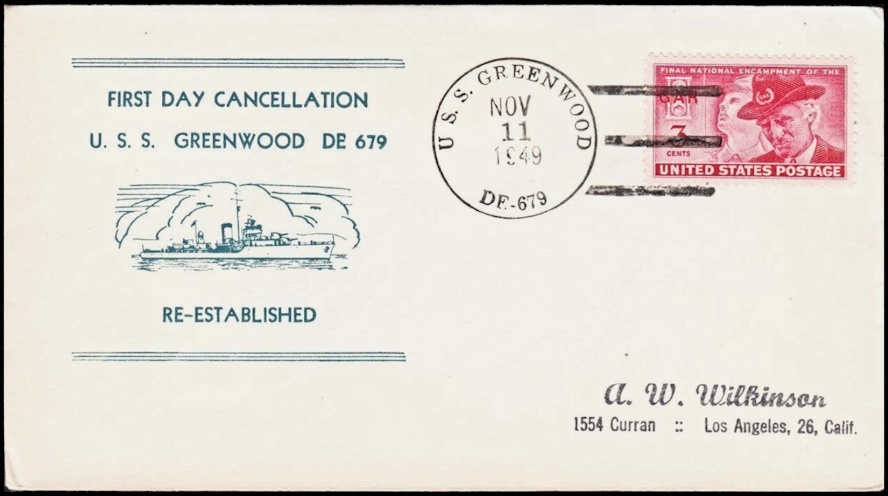 FIRST DAY CANCELLATION
U. S. S. GREENWOOD DE 679
RE-ESTABLISHED
U. S. S. GREENWOOD
NOV
11
1949
DE-679
FINAL NATIONAL ENCAMPMENT OF THE
GAR
3
CENTS
UNITED STATES POSTAGE
A. W. Wilkinson
1554 Curran :: Los Angeles, 26, Calif.